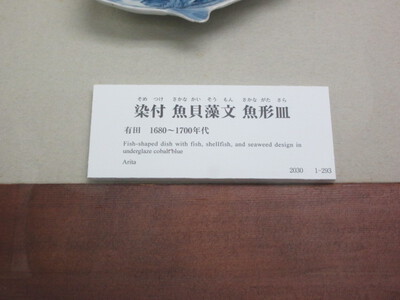 そめ つけ さかな かい そう もん さかな がた さら
染付 魚貝藻文 魚形皿
有田 1680〜1700年代
Fish-shaped dish with fish, shellfish, and seaweed design in
underglaze cobalt blue
Arita
2030 1-293